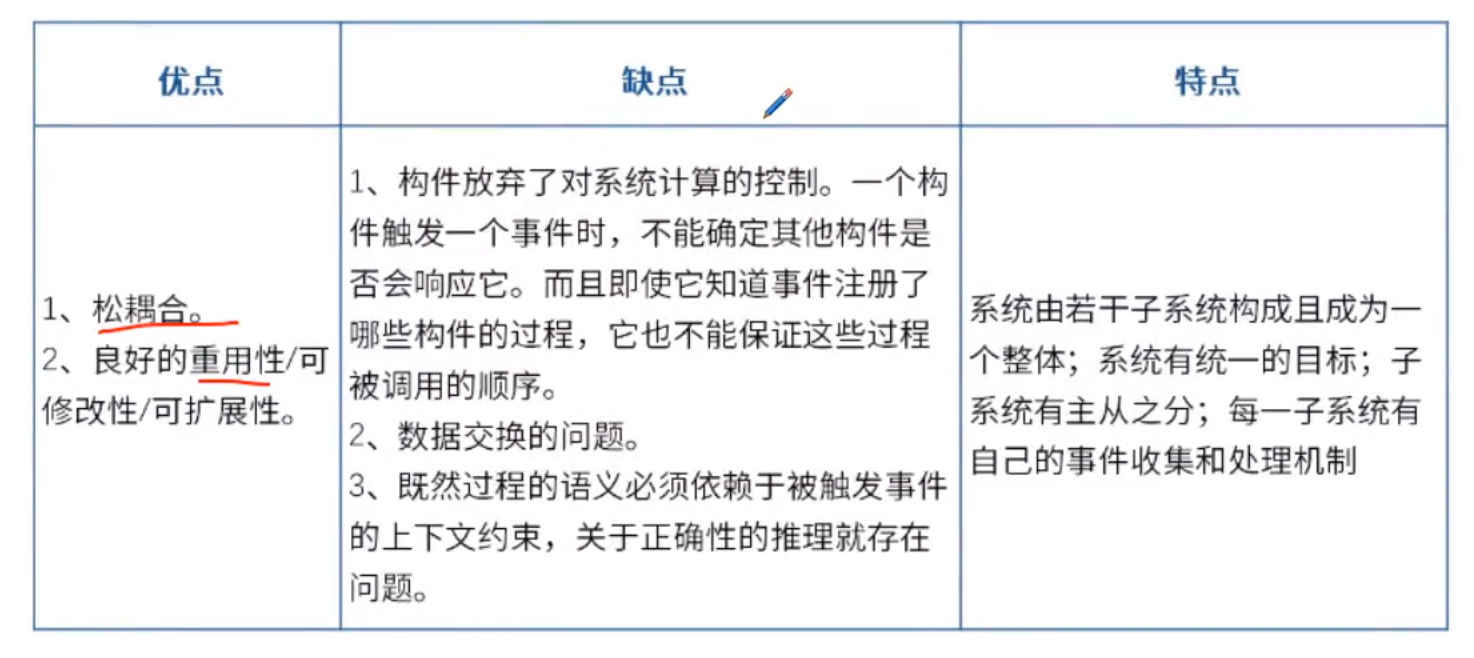 优点
缺点
特点
1、松耦合。
2、良好的重用性/可
修改性/可扩展性。
1、构件放弃了对系统计算的控制。一个构
件触发一个事件时，不能确定其他构件是
否会响应它。而且即使它知道事件注册了
哪些构件的过程，它也不能保证这些过程
被调用的顺序。
2、数据交换的问题。
3、既然过程的语义必须依赖于被触发事件
的上下文约束，关于正确性的推理就存在
问题。
系统由若干子系统构成且成为一
个整体；系统有统一的目标；子
系统有主从之分；每一子系统有
自己的事件收集和处理机制